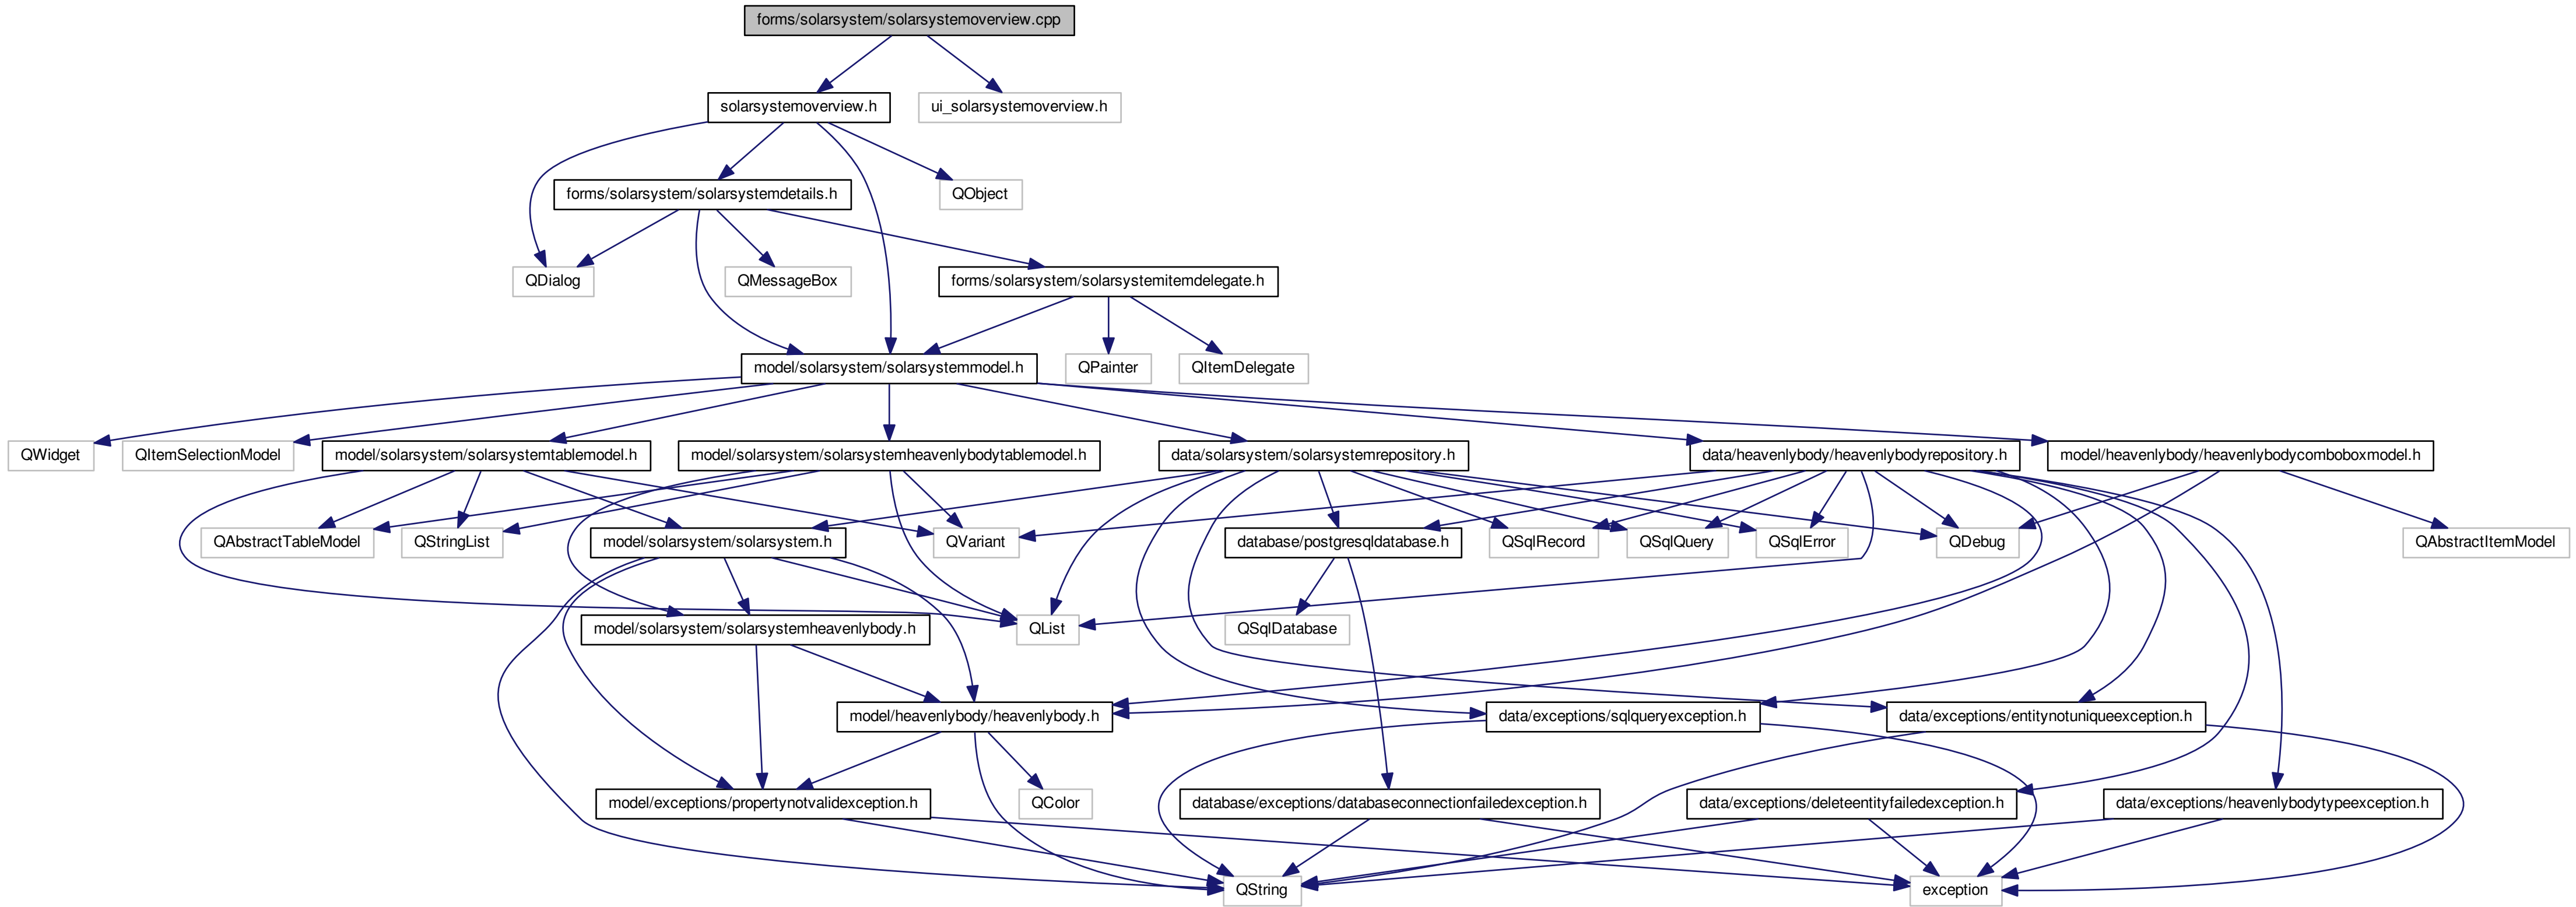 forms/solarsystem/solarsystemoverview.cpp
solarsystemoverview.h
ui_solarsystemoverview.h
forms/solarsystem/solarsystemdetails.h
QObject
QDialog
QMessageBox
forms/solarsystem/solarsystemitemdelegate.h
model/solarsystem/solarsystemmodel.h
QPainter
QItemDelegate
QWidget
QItemSelectionModel
model/solarsystem/solarsystemtablemodel.h
model/solarsystem/solarsystemheavenlybodytablemodel.h
data/solarsystem/solarsystemrepository.h
data/heavenlybody/heavenlybodyrepository.h
model/heavenlybody/heavenlybodycomboboxmodel.h
QAbstractTableModel
QStringList
model/solarsystem/solarsystem.h
QVariant
database/postgresqldatabase.h
QSqlRecord
QSqlQuery
QSqlError
QDebug
QAbstractItemModel
model/solarsystem/solarsystemheavenlybody.h
QList
QSqlDatabase
model/heavenlybody/heavenlybody.h
data/exceptions/sqlqueryexception.h
data/exceptions/entitynotuniqueexception.h
model/exceptions/propertynotvalidexception.h
QColor
database/exceptions/databaseconnectionfailedexception.h
data/exceptions/deleteentityfailedexception.h
data/exceptions/heavenlybodytypeexception.h
QString
exception